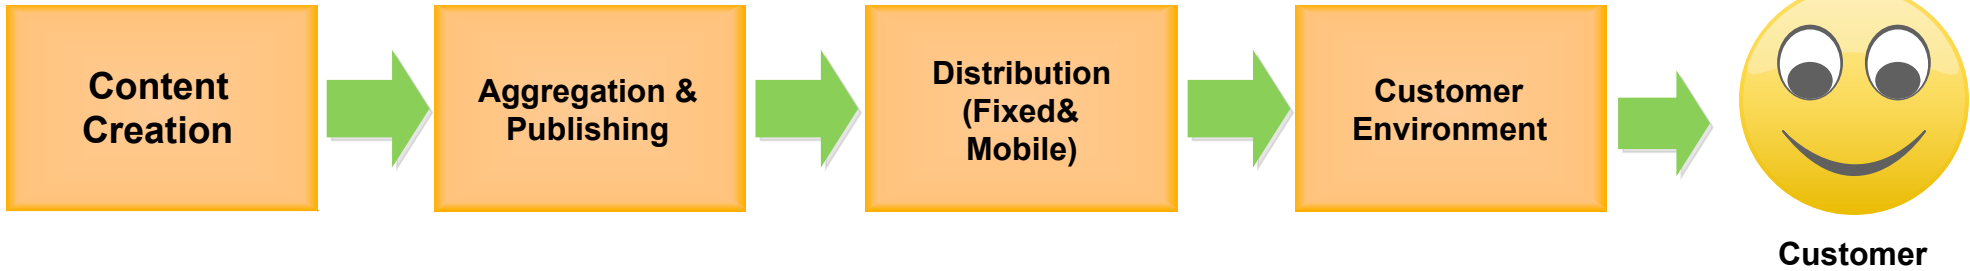 Content
Creation
Aggregation &
Publishing
Distribution
(Fixed&
Mobile)
Customer
Environment
Customer